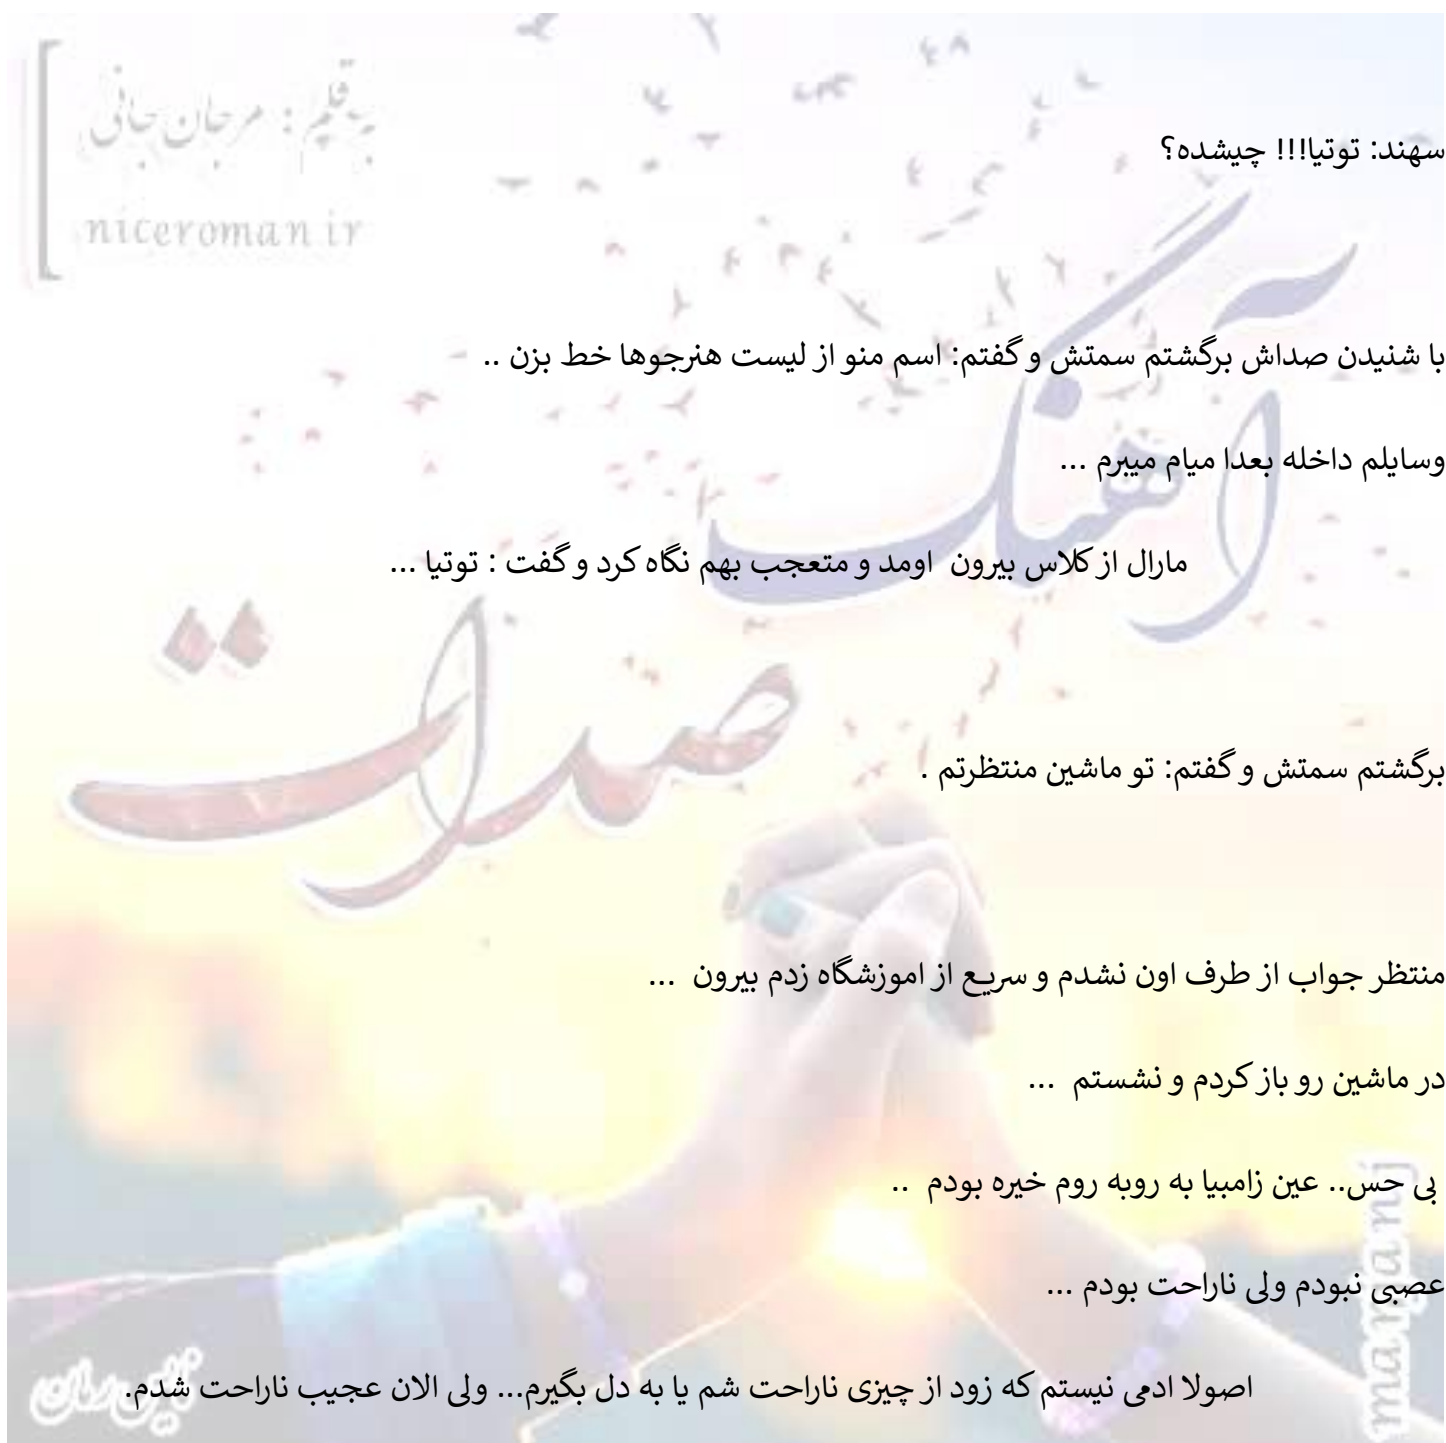 به قلم : مرجان جانی
niceroman.ir
سهند: توتیا!!! چیشده؟
با شنیدن صداش برگشتم سمتش و گفتم: اسم منو از لیست هنرجوها خط بزن ..
وسایلم داخله بعدا میام میبرم ...
مارال از کلاس بیرون اومد و متعجب بهم نگاه کرد و گفت : توتیا ...
آهنگ
صدات
برگشتم سمتش و گفتم: تو ماشین منتظرتم .
منتظر جواب از طرف اون نشدم و سریع از اموزشگاه زدم بیرون ...
در ماشین رو باز کردم و نشستم ...
بی حس.. عین زامبیا به روبه روم خیره بودم ..
عصبی نبودم ولی ناراحت بودم ...
اصولا ادمی نیستم که زود از چیزی ناراحت شم یا به دل بگیرم... ولی الان عجیب ناراحت شدم.
manjanj